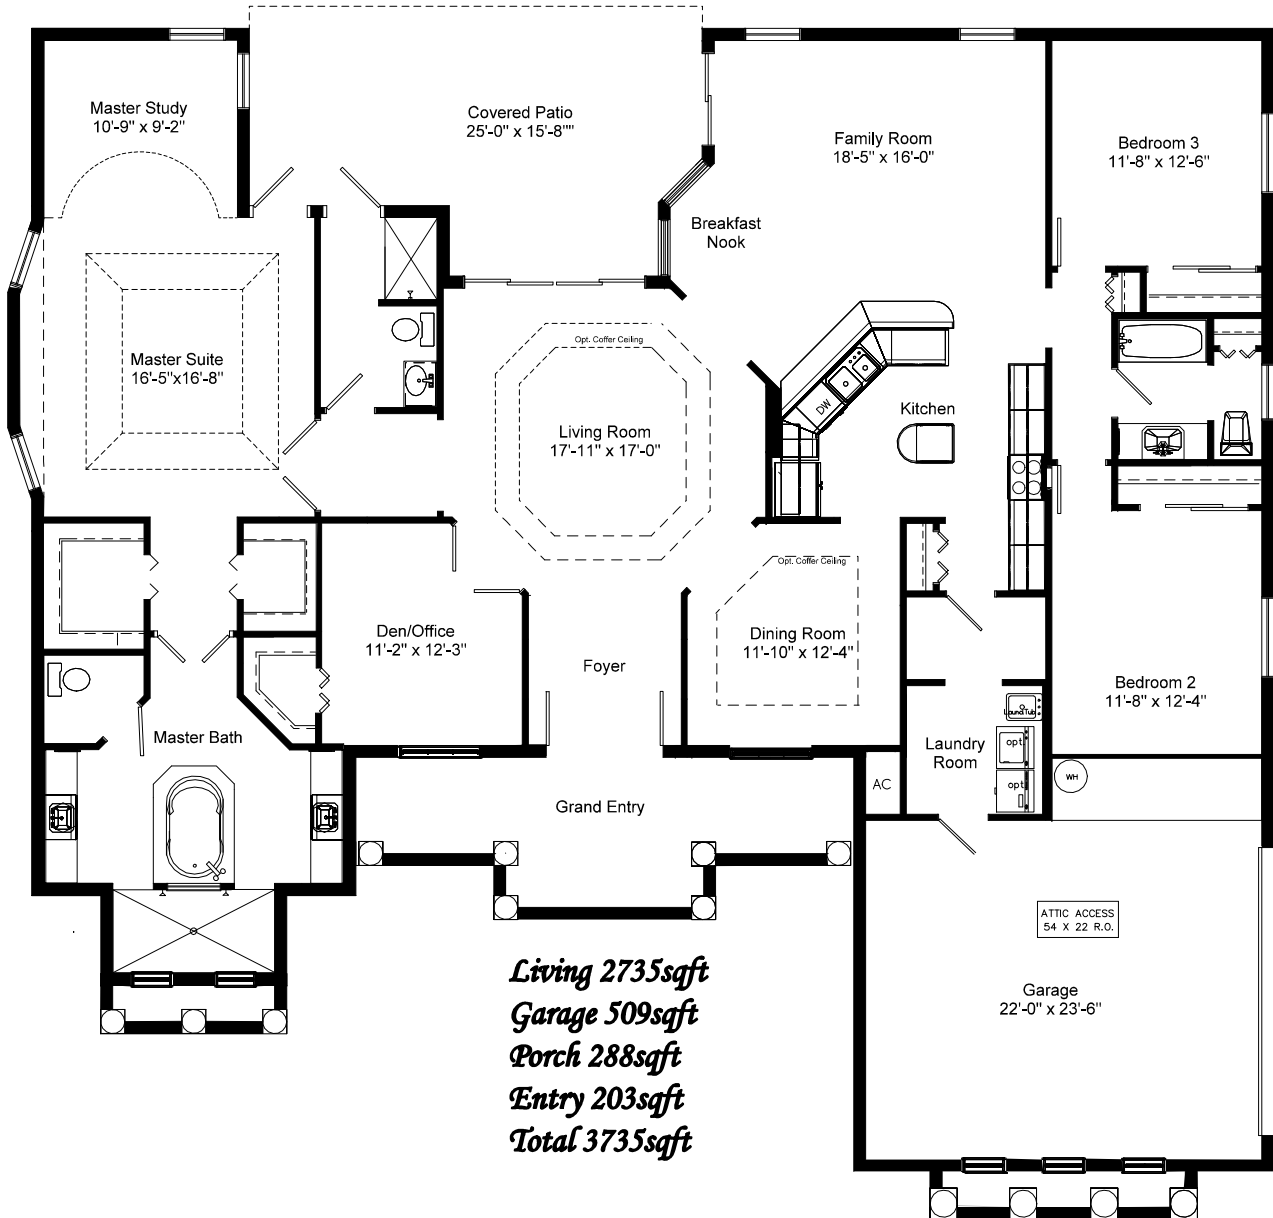 Master Study
10'-9" x 9'-2"
Covered Patio
25'-0" x 15'-8""
Family Room
18'-5" x 16'-0"
Bedroom 3
11'-8" x 12'-6"
Breakfast
Nook
Master Suite
16'-5"x16'-8"
Opt. Coffer Ceiling
Living Room
17'-11" x 17'-0"
DW
Kitchen
Opt. Coffer Ceiling
Den/Office
11'-2" x 12'-3"
Foyer
Dining Room
11'-10" x 12'-4"
Bedroom 2
11'-8" x 12'-4"
Master Bath
LaundTub
Laundry
Room
opt.
opt.
AC
WH
Grand Entry
ATTIC ACCESS
54 X 22 R.O.
Garage
22'-0" x 23'-6"
Living 2735sqft
Garage 509sqft
Porch 288sqft
Entry 203sqft
Total 3735sqft